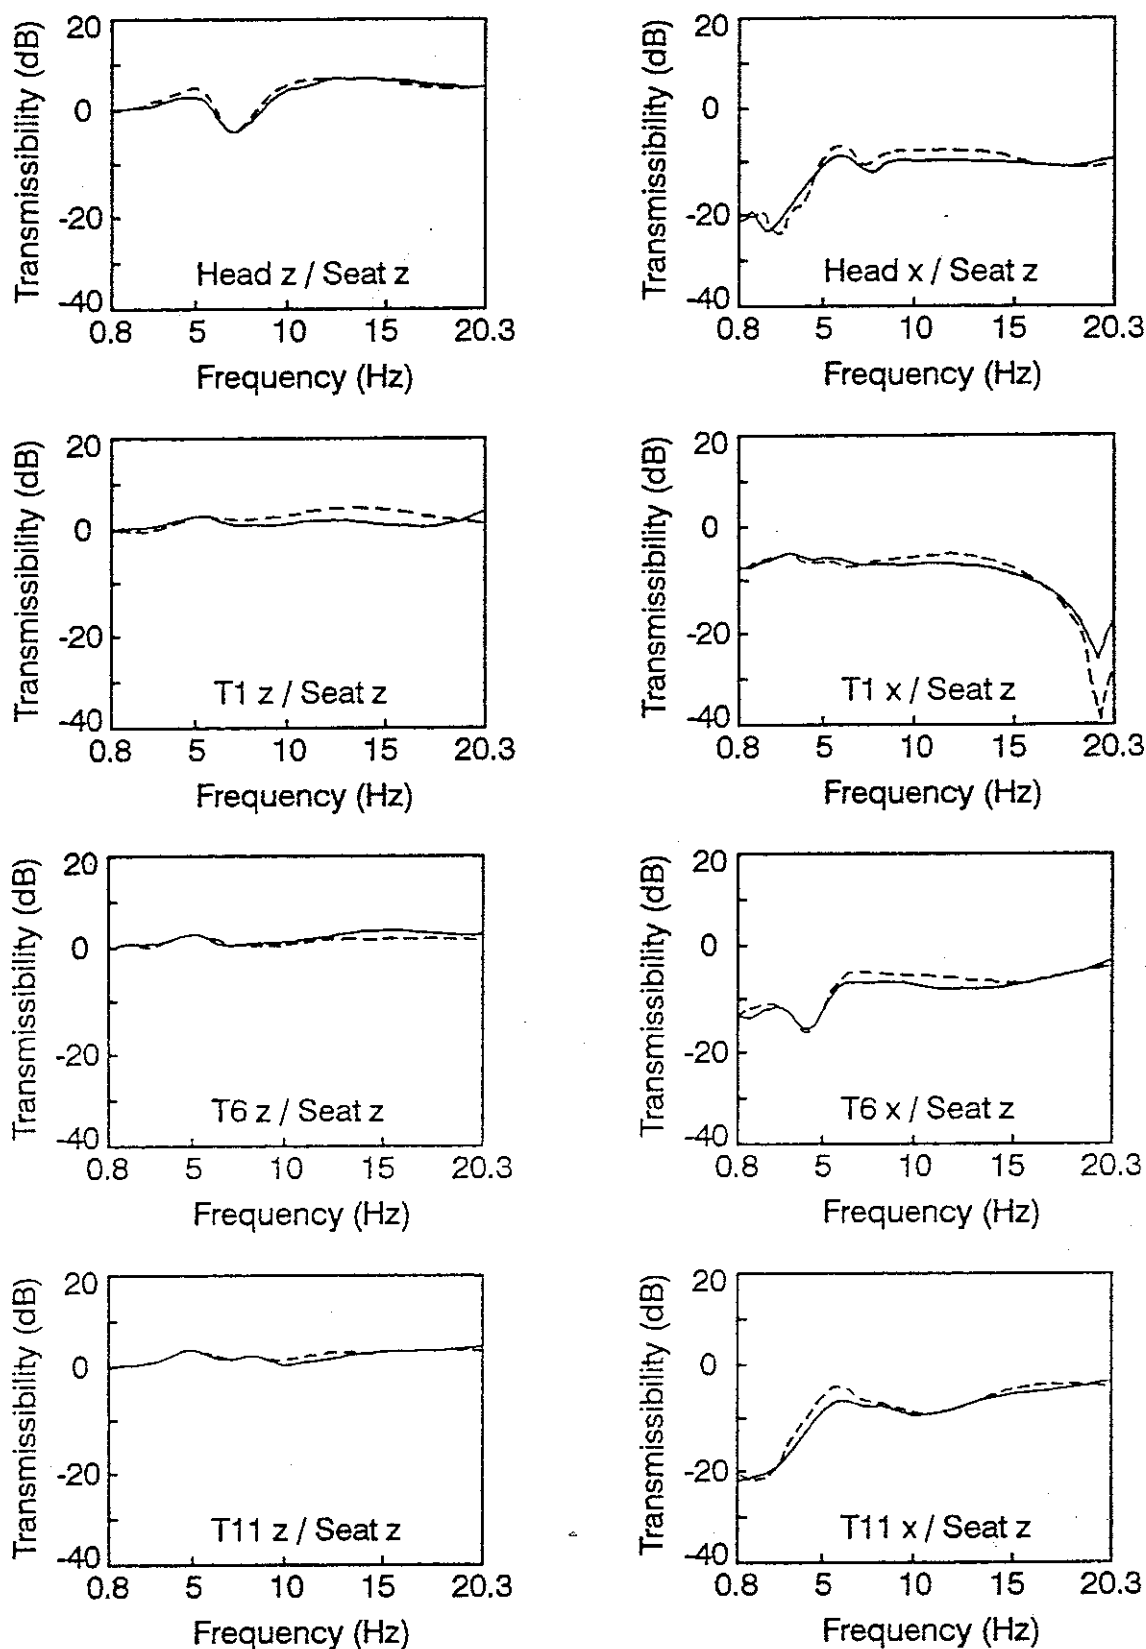 Transmissibility (dB)
20
0
-20
-40
Head z / Seat z
0.8 5 10 15 20.3
Frequency (Hz)
Transmissibility (dB)
20
0
-20
-40
Head x / Seat z
0.8 5 10 15 20.3
Frequency (Hz)
Transmissibility (dB)
20
0
-20
-40
T1 z / Seat z
0.8 5 10 15 20.3
Frequency (Hz)
Transmissibility (dB)
20
0
-20
-40
T1 x / Seat z
0.8 5 10 15 20.3
Frequency (Hz)
Transmissibility (dB)
20
0
-20
-40
T6 z / Seat z
0.8 5 10 15 20.3
Frequency (Hz)
Transmissibility (dB)
20
0
-20
-40
T6 x / Seat z
0.8 5 10 15 20.3
Frequency (Hz)
Transmissibility (dB)
20
0
-20
-40
T11 z / Seat z
0.8 5 10 15 20.3
Frequency (Hz)
Transmissibility (dB)
20
0
-20
-40
T11 x / Seat z
0.8 5 10 15 20.3
Frequency (Hz)